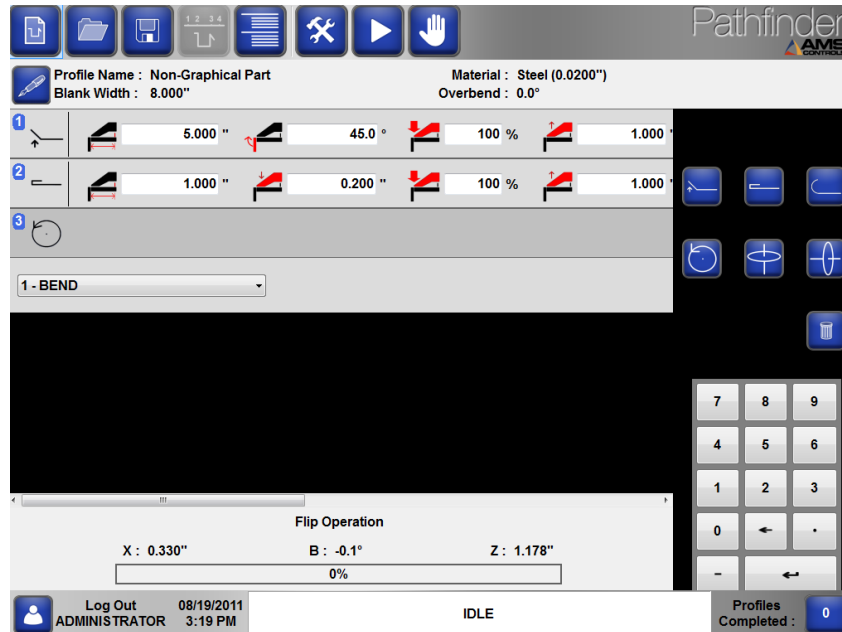 1 2 3 4
Pathfinder
AMS
CONTROLS
Profile Name : Non-Graphical Part
Material : Steel (0.0200")
Blank Width : 8.000"
Overbend : 0.0°
1 5.000 " 45.0 ° 100 % 1.000 "
2 1.000 " 0.200 " 100 % 1.000 "
3
1 - BEND
7 8 9
4 5 6
1 2 3
0 .
-
Flip Operation
X : 0.330" B : -0.1° Z : 1.178"
0%
Log Out 08/19/2011
ADMINISTRATOR 3:19 PM
IDLE
Profiles
Completed : 0